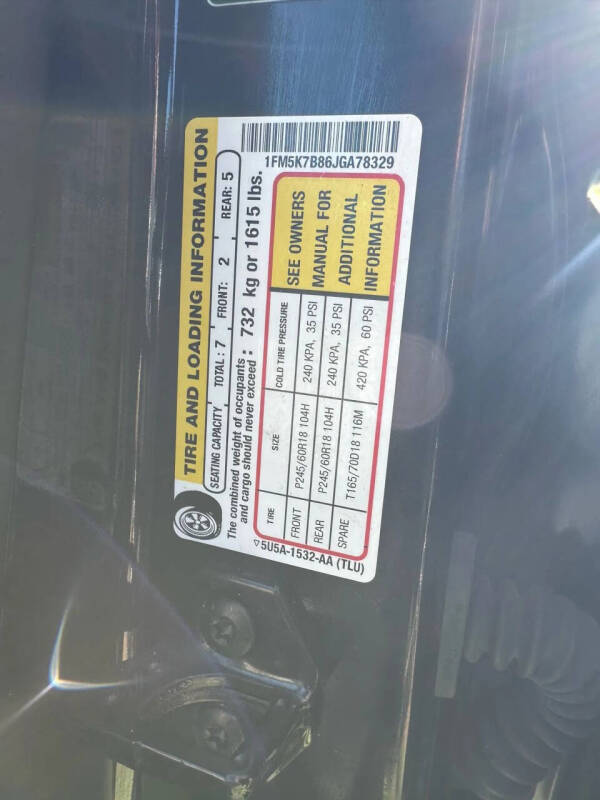 1FM5K7B86JGA78329
TIRE AND LOADING INFORMATION
SEATING CAPACITY TOTAL : 7 FRONT: 2 REAR: 5
The combined weight of occupants
and cargo should never exceed : 732 kg or 1615 lbs.
TIRE SIZE COLD TIRE PRESSURE
FRONT P245/60R18 104H 240 KPA, 35 PSI
REAR P245/60R18 104H 240 KPA, 35 PSI
SPARE T165/70D18 116M 420 KPA, 60 PSI
SEE OWNERS
MANUAL FOR
ADDITIONAL
INFORMATION
▽5U5A-1532-AA (TLU)